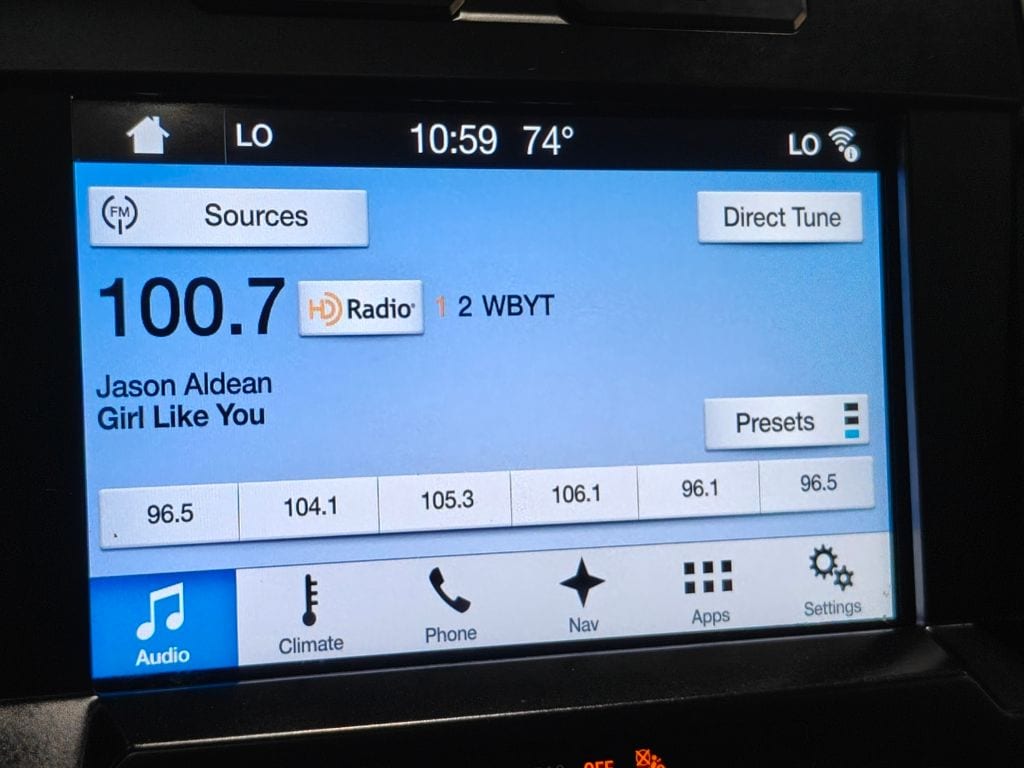 LO 10:59 74° LO
FM Sources Direct Tune
100.7 HD Radio® 1 2 WBYT
Jason Aldean
Girl Like You
Presets
96.5 104.1 105.3 106.1 96.1 96.5
Audio Climate Phone Nav Apps Settings
OFF